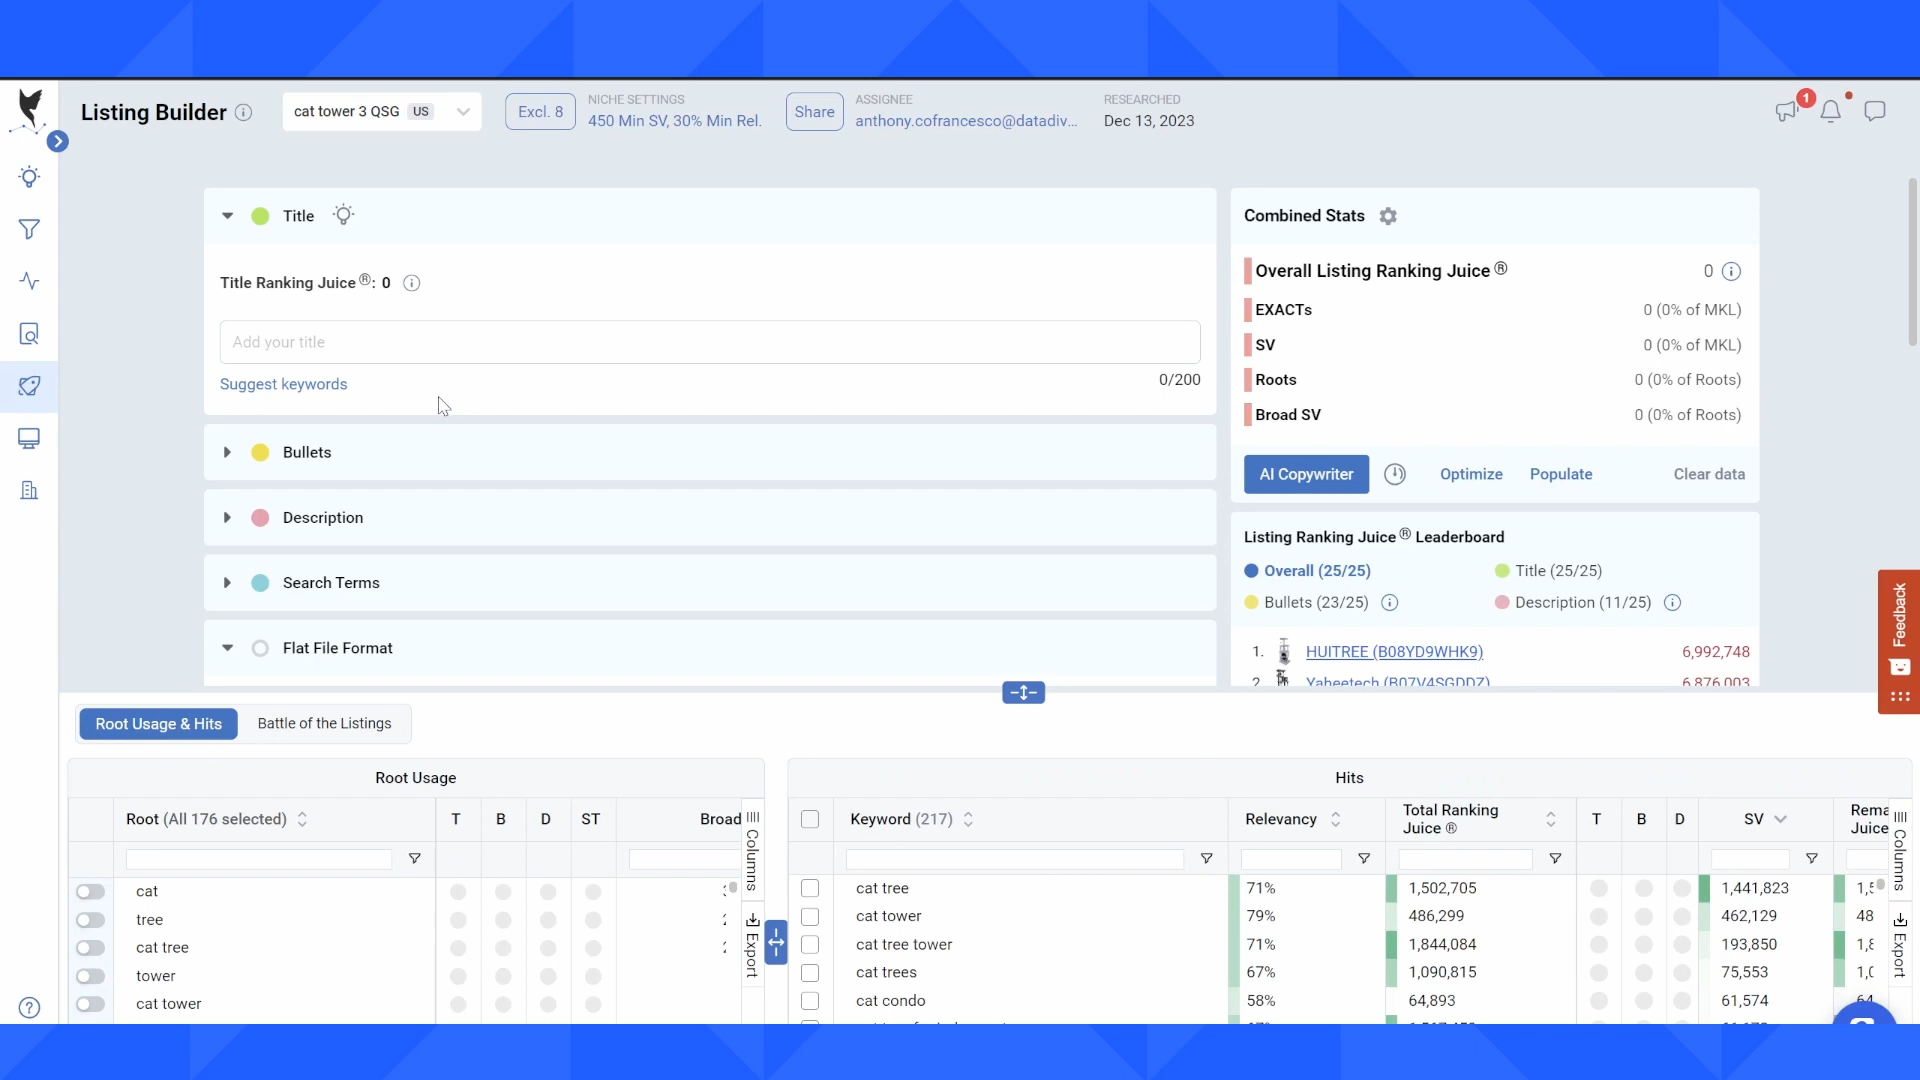 Listing Builder
cat tower 3 QSG US
Excl. 8
NICHE SETTINGS
450 Min SV, 30% Min Rel.
Share
ASSIGNEE
anthony.cofrancesco@datadiv...
RESEARCHED
Dec 13, 2023
1
Title
Title Ranking Juice ®: 0
Add your title
Suggest keywords
0/200
Bullets
Description
Search Terms
Flat File Format
Combined Stats
Overall Listing Ranking Juice ® 0
EXACTs 0 (0% of MKL)
SV 0 (0% of MKL)
Roots 0 (0% of Roots)
Broad SV 0 (0% of Roots)
AI Copywriter Optimize Populate Clear data
Listing Ranking Juice ® Leaderboard
Overall (25/25) Title (25/25)
Bullets (23/25) Description (11/25)
1. HUITREE (B08YD9WHK9) 6,992,748
2 Yaheetech (B07V4SGDDZ) 6,876,003
Feedback
Root Usage & Hits Battle of the Listings
Root Usage
Root (All 176 selected) T B D ST Broad
cat
tree
cat tree
tower
cat tower
Columns
Export
Hits
Keyword (217) Relevancy Total Ranking Juice ® T B D SV Rema Juice
cat tree 71% 1,502,705 1,441,823
cat tower 79% 486,299 462,129 48
cat tree tower 71% 1,844,084 193,850
cat trees 67% 1,090,815 75,553
cat condo 58% 64,893 61,574
Columns
Export